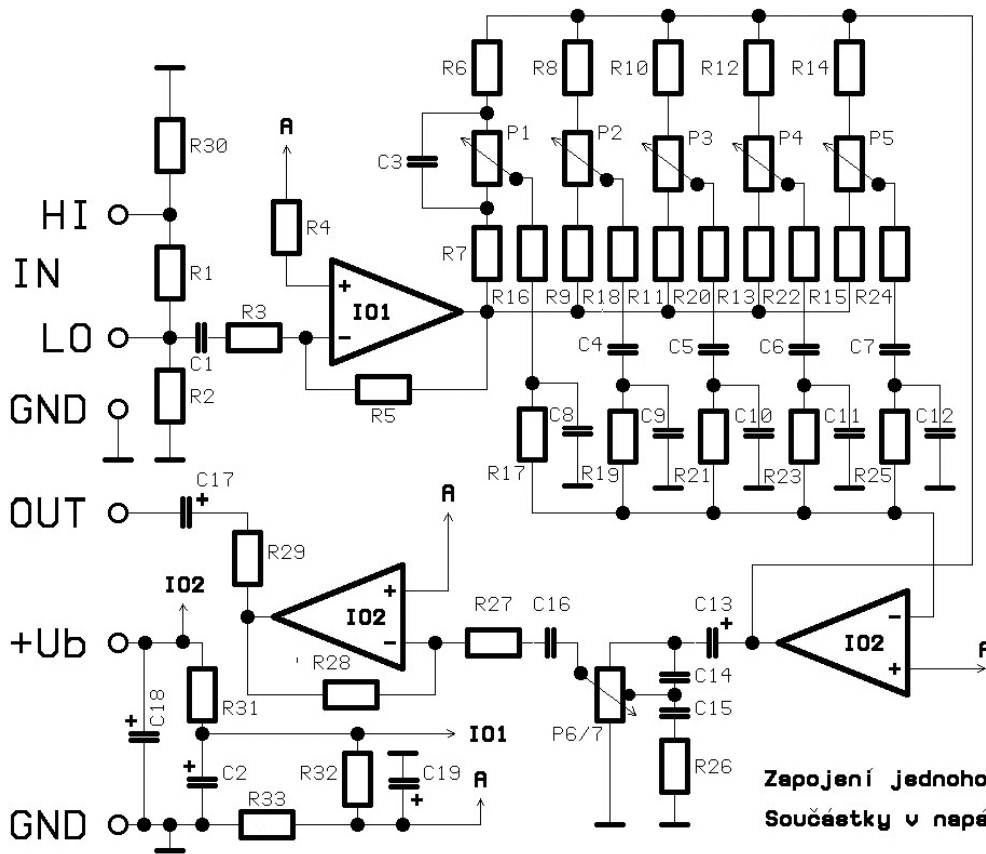 R6 R8 R10 R12 R14
P1 P2 P3 P4 P5
A
R30
C3
R4
HI
R1
IN
R7 R16 R9 R18 R11 R20 R13 R22 R15 R24
+
IO1
-
R3
LO
C1
R2
R5
C4 C5 C6 C7
GND
C8 C9 C10 C11 C12
R17 R19 R21 R23 R25
C17
+
OUT
A
R29
IO2
+
IO2
-
R27 C16 C13
+
-
IO2
+
+Ub
R28
C14
R31
C15
C18
+
P6/7
IO1
+
C2
R32
C19
+
A
R26
R33
GND
Zapojení jednoho
Součástky v napá